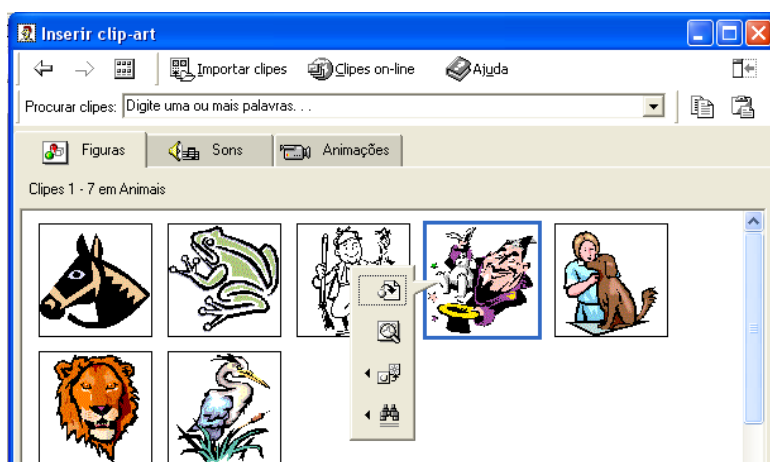 Inserir clip-art
Importar clipes Clipes on-line Ajuda
Procurar clipes: Digite uma ou mais palavras. . .
Figuras Sons Animações
Clipes 1 - 7 em Animais